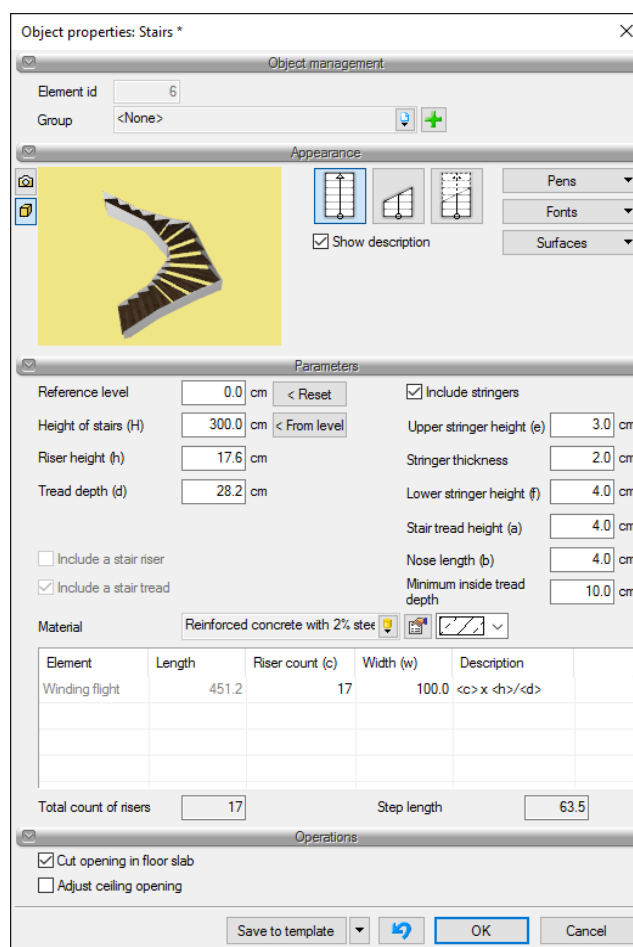 Object properties: Stairs *
Object management
Element id 6
Group <None>
Appearance
Pens
Fonts
Show description Surfaces
Parameters
Reference level 0.0 cm < Reset Include stringers
Height of stairs (H) 300.0 cm < From level Upper stringer height (e) 3.0 cm
Riser height (h) 17.6 cm Stringer thickness 2.0 cm
Tread depth (d) 28.2 cm Lower stringer height (f) 4.0 cm
Stair tread height (a) 4.0 cm
Include a stair riser Nose length (b) 4.0 cm
Include a stair tread Minimum inside tread depth 10.0 cm
Material Reinforced concrete with 2% stee
Element Length Riser count (c) Width (w) Description
Winding flight 451.2 17 100.0 <c> x <h>/<d>
Total count of risers 17 Step length 63.5
Operations
Cut opening in floor slab
Adjust ceiling opening
Save to template OK Cancel